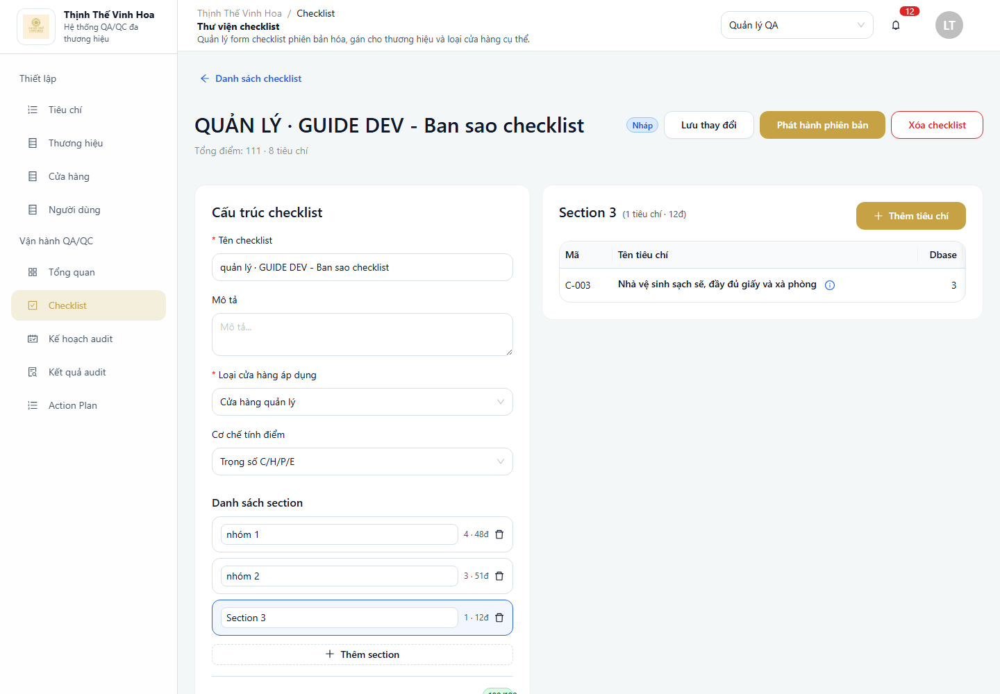 Thịnh Thế Vinh Hoa
Hệ thống QA/QC đa
thương hiệu
Thiết lập
Tiêu chí
Thương hiệu
Cửa hàng
Người dùng
Vận hành QA/QC
Tổng quan
Checklist
Kế hoạch audit
Kết quả audit
Action Plan
Thịnh Thế Vinh Hoa / Checklist
Thư viện checklist
Quản lý form checklist phiên bản hóa, gán cho thương hiệu và loại cửa hàng cụ thể.
Quản lý QA
12
LT
Danh sách checklist
QUẢN LÝ · GUIDE DEV - Ban sao checklist
Tổng điểm: 111 · 8 tiêu chí
Nháp
Lưu thay đổi
Phát hành phiên bản
Xóa checklist
Cấu trúc checklist
* Tên checklist
quản lý · GUIDE DEV - Ban sao checklist
Mô tả
Mô tả...
* Loại cửa hàng áp dụng
Cửa hàng quản lý
Cơ chế tính điểm
Trọng số C/H/P/E
Danh sách section
nhóm 1 4 · 48đ
nhóm 2 3 · 51đ
Section 3 1 · 12đ
Thêm section
Section 3 (1 tiêu chí · 12đ)
Thêm tiêu chí
Mã Tên tiêu chí Dbase
C-003 Nhà vệ sinh sạch sẽ, đầy đủ giấy và xà phòng 3